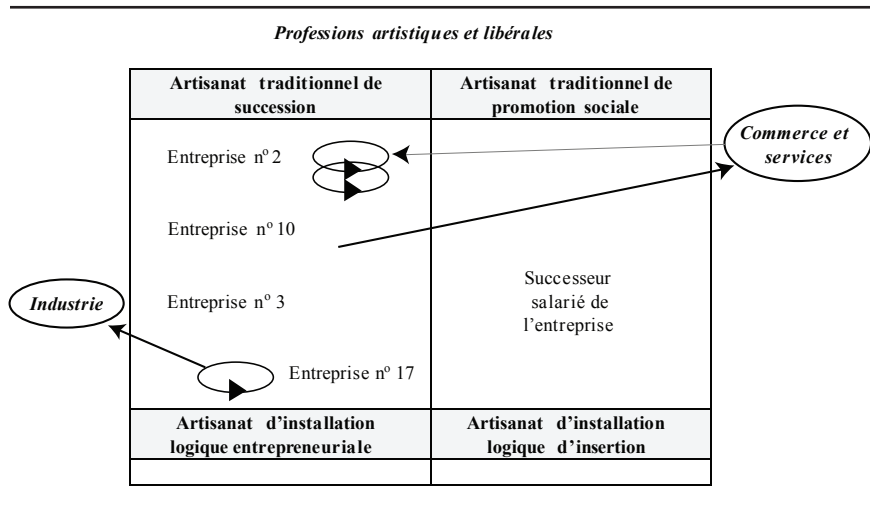 Professions artistiques et libérales
Artisanat traditionnel de
succession
Artisanat traditionnel de
promotion sociale
Commerce et
services
Entreprise nº 2
Entreprise nº 10
Industrie
Entreprise nº 3
Successeur
salarié de
l’entreprise
Entreprise nº 17
Artisanat d’installation
logique entrepreneuriale
Artisanat d’installation
logique d’insertion